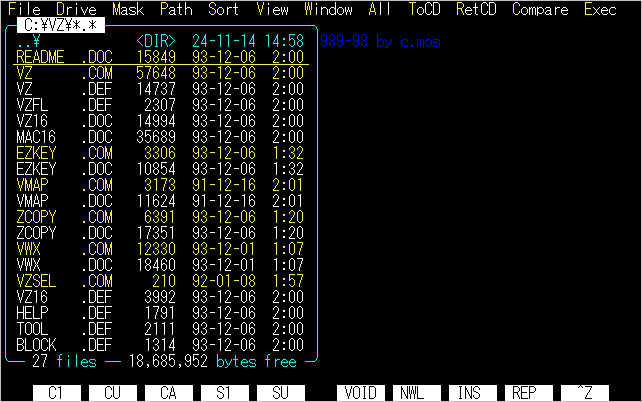 File Drive Mask Path Sort View Window All ToCD RetCD Compare Exec
C:¥VZ¥*.*
..¥ <DIR> 24-11-14 14:58 989-93 by c.mos
README .DOC 15849 93-12-06 2:00
VZ .COM 57648 93-12-06 2:00
VZ .DEF 14737 93-12-06 2:00
VZFL .DEF 2307 93-12-06 2:00
VZ16 .DOC 14994 93-12-06 2:00
MAC16 .DOC 35689 93-12-06 2:00
EZKEY .COM 3306 93-12-06 1:32
EZKEY .DOC 10854 93-12-06 1:32
VMAP .COM 3173 91-12-16 2:01
VMAP .DOC 11624 91-12-16 2:01
ZCOPY .COM 6391 93-12-06 1:20
ZCOPY .DOC 17351 93-12-06 1:20
VWX .COM 12330 93-12-01 1:07
VWX .DOC 18460 93-12-01 1:07
VZSEL .COM 210 92-01-08 1:57
VZ16 .DEF 3992 93-12-06 2:00
HELP .DEF 1791 93-12-06 2:00
TOOL .DEF 2111 93-12-06 2:00
BLOCK .DEF 1314 93-12-06 2:00
27 files 18,685,952 bytes free
C1 CU CA S1 SU VOID NWL INS REP ^Z